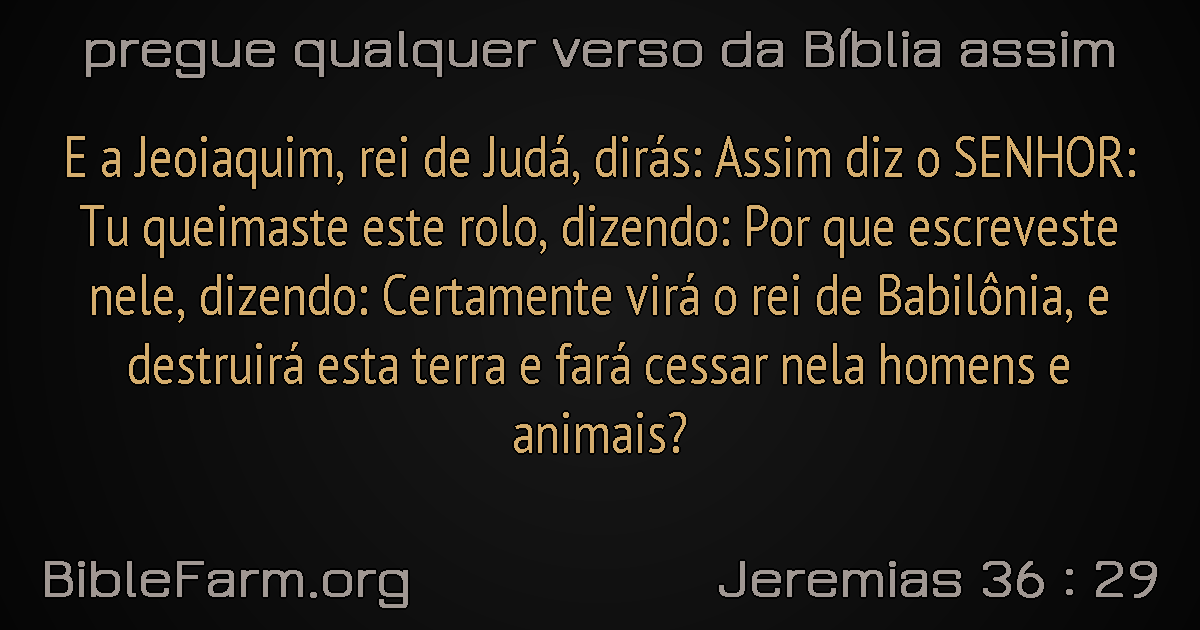 pregue qualquer verso da Bíblia assim
E a Jeoiaquim, rei de Judá, dirás: Assim diz o SENHOR:
Tu queimaste este rolo, dizendo: Por que escreveste
nele, dizendo: Certamente virá o rei de Babilônia, e
destruirá esta terra e fará cessar nela homens e
animais?
BibleFarm.org
Jeremias 36 : 29